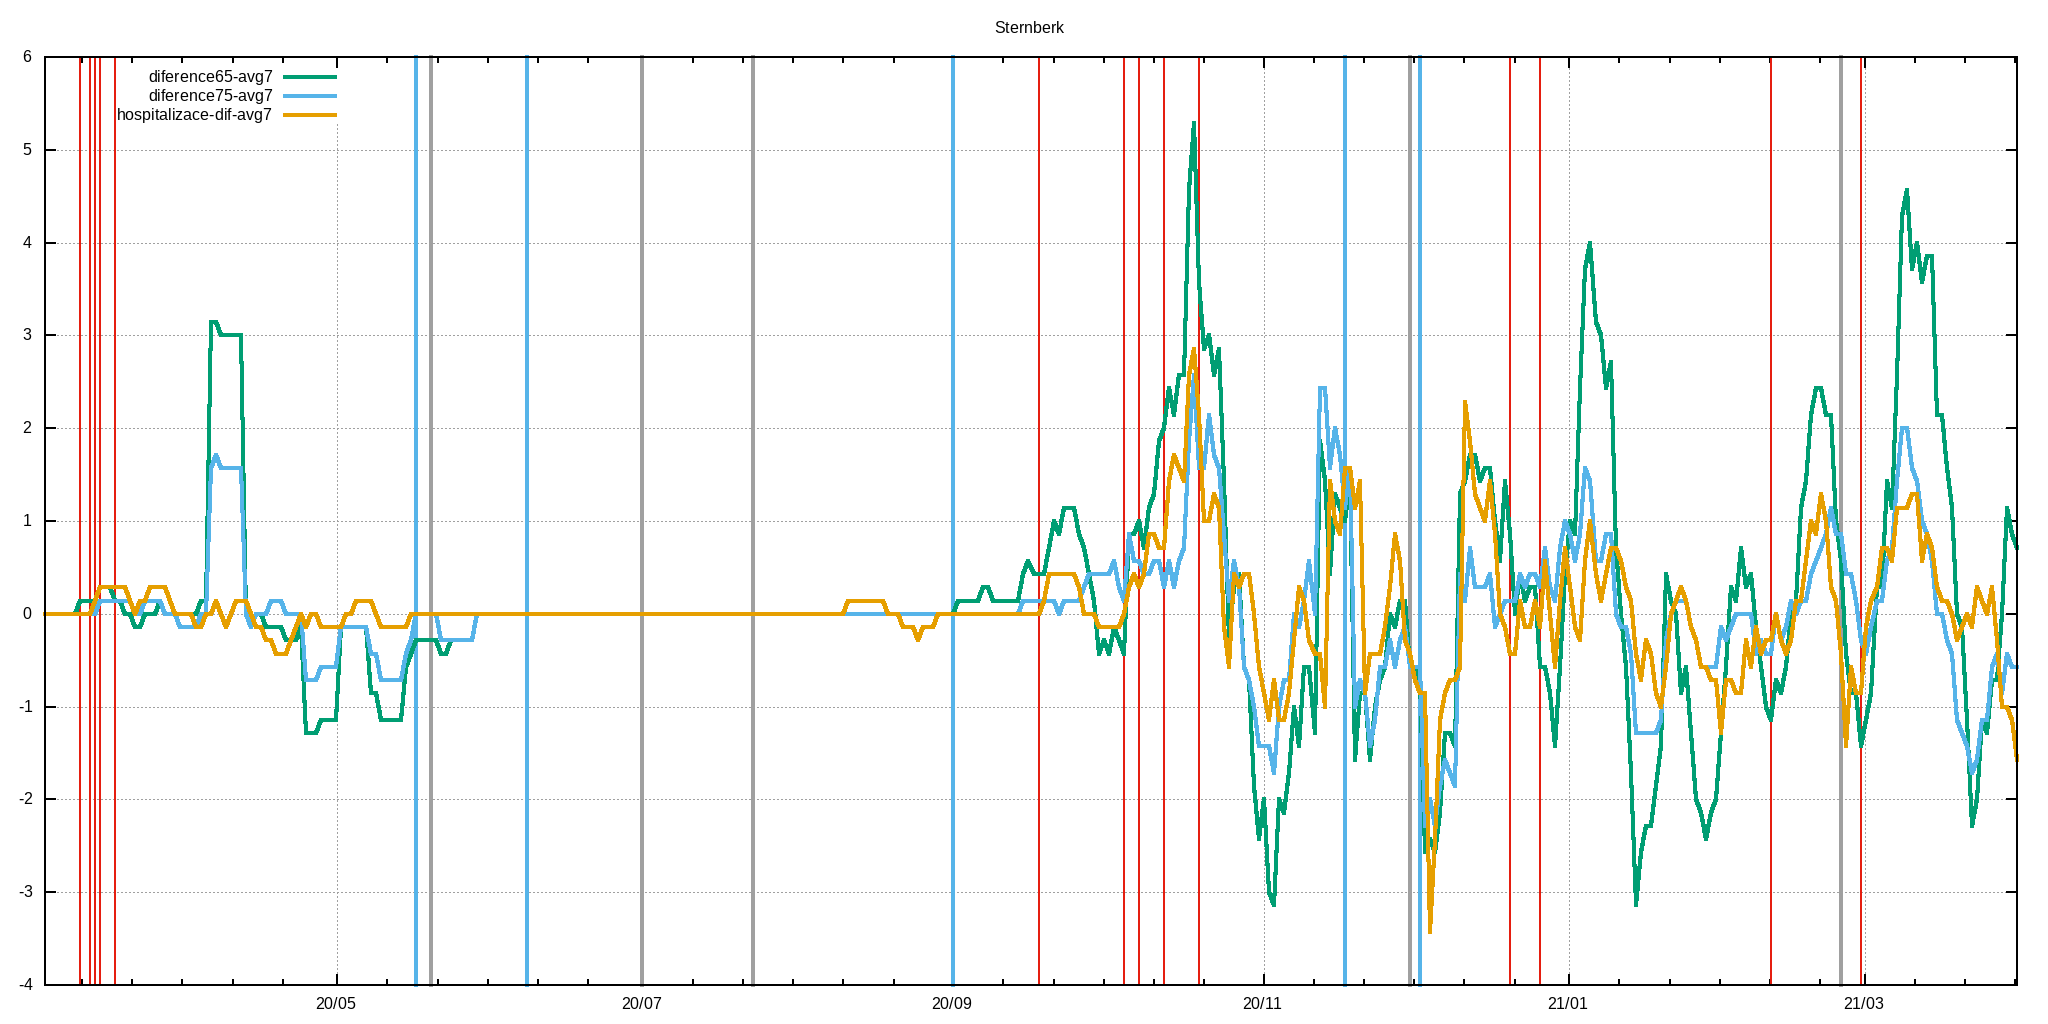 Sternberk
diference65-avg7
diference75-avg7
hospitalizace-dif-avg7
6
5
4
3
2
1
0
-1
-2
-3
-4
20/05 20/07 20/09 20/11 21/01 21/03